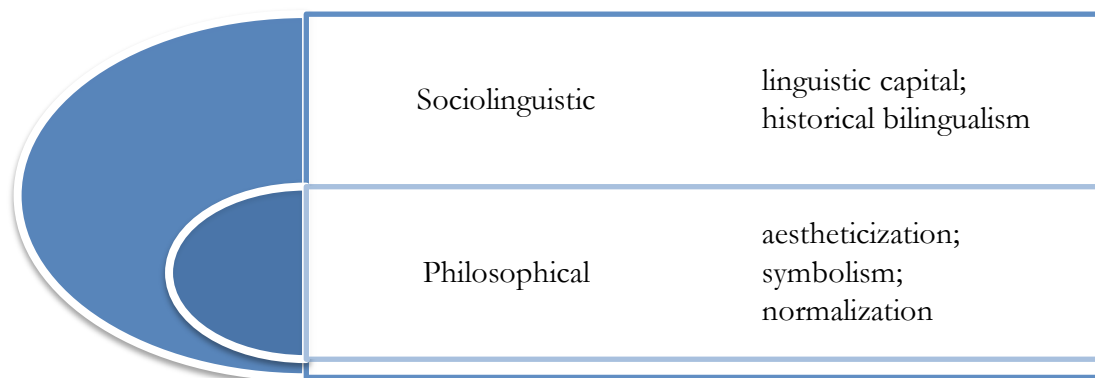 Sociolinguistic
linguistic capital;
historical bilingualism
Philosophical
aestheticization;
symbolism;
normalization